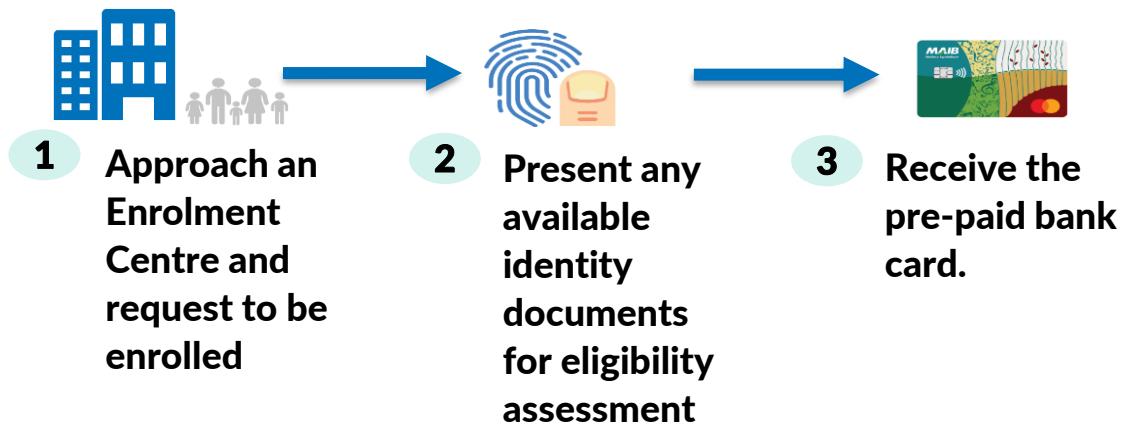 1
Approach an
Enrolment
Centre and
request to be
enrolled
2
Present any
available
identity
documents
for eligibility
assessment
MAIB
3
Receive the
pre-paid bank
card.